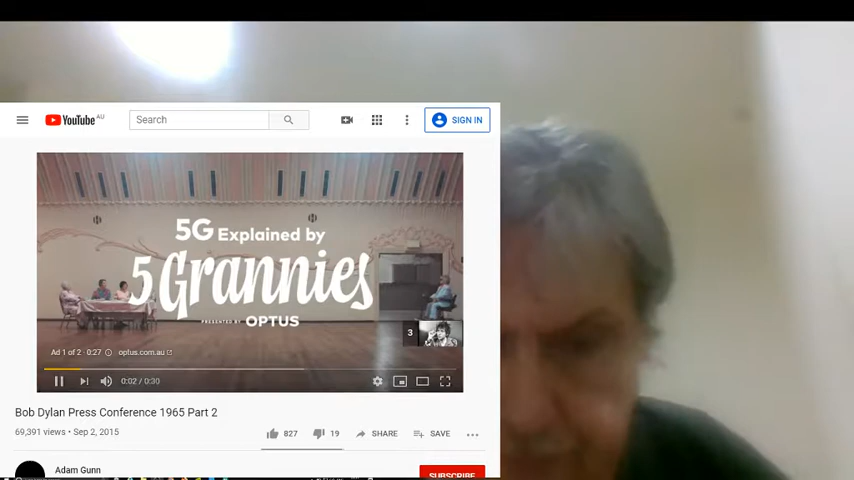 YouTube AU
Search
SIGN IN
5G Explained by
5 Grannies
PRESENTED BY OPTUS
3
Ad 1 of 2 · 0:27
optus.com.au
0:02 / 0:30
Bob Dylan Press Conference 1965 Part 2
69,391 views • Sep 2, 2015
827
19
SHARE
SAVE
Adam Gunn
SUBSCRIBE